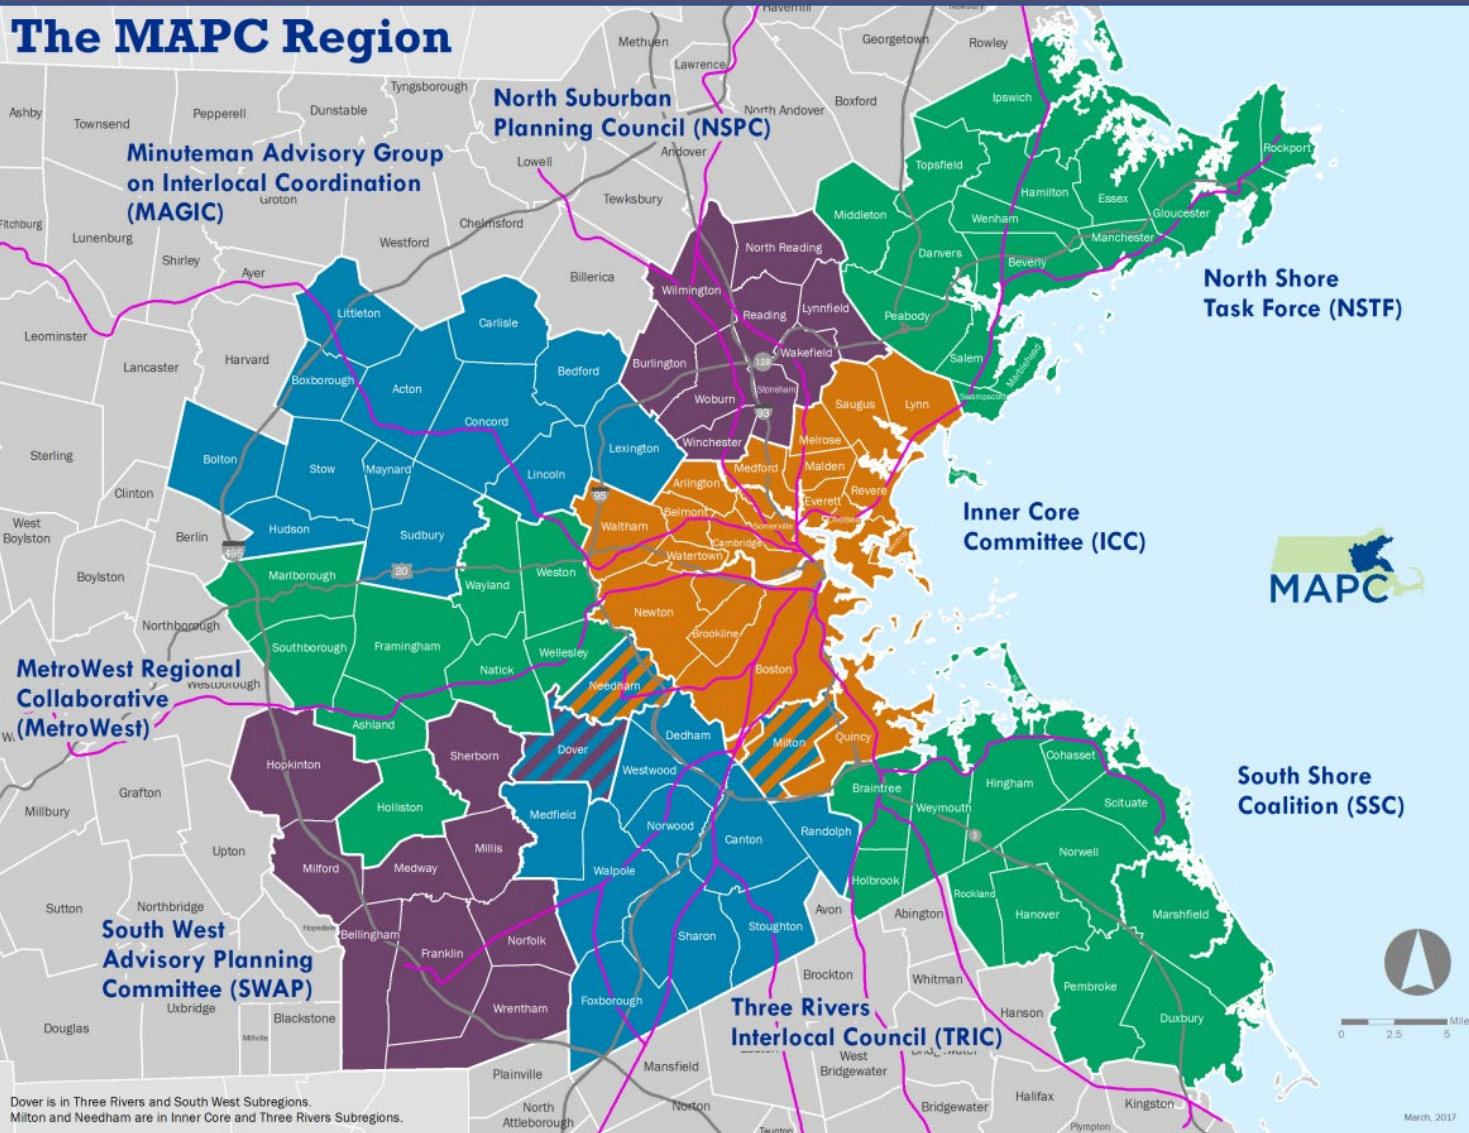 The MAPC Region
Haverhill
Newbury
Methuen
Georgetown
Rowley
Lawrence
Tyngsborough
North Suburban
Planning Council (NSPC)
Ipswich
Ashby
Townsend
Pepperell
Dunstable
North Andover
Boxford
Minuteman Advisory Group
on Interlocal Coordination
(MAGIC)
Groton
Lowell
Andover
Tewksbury
Topsfield
Rockport
Hamilton
Essex
Gloucester
Middleton
Wenham
Manchester
Fitchburg
Lunenburg
Shirley
Ayer
Westford
Chelmsford
Billerica
North Reading
Danvers
Beverly
North Shore
Task Force (NSTF)
Wilmington
Reading
Lynnfield
Peabody
Littleton
Carlisle
Leominster
Lancaster
Harvard
Boxborough
Acton
Bedford
Burlington
128
Wakefield
Salem
Marblehead
Stoneham
Swampscott
Woburn
93
Saugus
Lynn
Concord
Lexington
Winchester
Melrose
Sterling
Bolton
Stow
Maynard
Lincoln
Medford
Malden
Arlington
Everett
Revere
Clinton
95
Belmont
Somerville
Chelsea
Inner Core
Committee (ICC)
West
Boylston
Berlin
Hudson
Sudbury
Waltham
Cambridge
Winthrop
495
20
Watertown
MAPC
Boylston
Marlborough
Wayland
Weston
Newton
Northborough
Brookline
Southborough
Framingham
Natick
Wellesley
Boston
MetroWest Regional
Collaborative
(MetroWest)
Westborough
Needham
Hull
Ashland
Sherborn
Dover
Dedham
Milton
Quincy
Hopkinton
Westwood
Cohasset
Hingham
South Shore
Coalition (SSC)
Grafton
Millbury
Holliston
Medfield
Braintree
Weymouth
Scituate
Norwood
Canton
Randolph
3
Upton
Milford
Medway
Millis
Walpole
Holbrook
Norwell
Rockland
Sutton
Northbridge
Hopedale
Avon
Abington
Hanover
Marshfield
South West
Advisory Planning
Committee (SWAP)
Bellingham
Franklin
Norfolk
Sharon
Stoughton
Brockton
Whitman
Pembroke
Uxbridge
Blackstone
Wrentham
Foxborough
Three Rivers
Interlocal Council (TRIC)
Hanson
Duxbury
Douglas
Millville
Easton
West
Bridgewater
Plainville
Mansfield
0 2.5 5
Mile
Dover is in Three Rivers and South West Subregions.
Milton and Needham are in Inner Core and Three Rivers Subregions.
North
Attleborough
Norton
Taunton
Bridgewater
Halifax
Plympton
Kingston
March, 2017